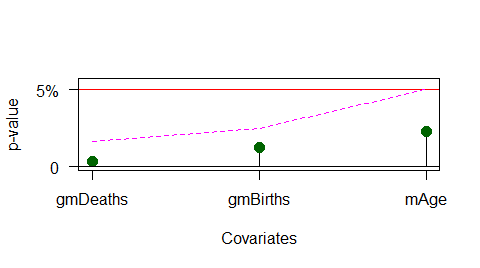 5%
p-value
0
gmDeaths gmBirths mAge
Covariates